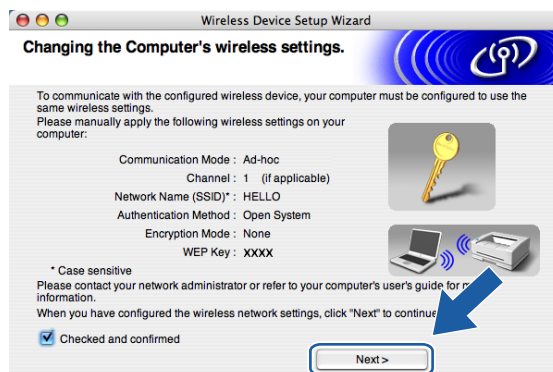 Wireless Device Setup Wizard
Changing the Computer's wireless settings.
To communicate with the configured wireless device, your computer must be configured to use the
same wireless settings.
Please manually apply the following wireless settings on your
computer:
Communication Mode : Ad-hoc
Channel : 1 (if applicable)
Network Name (SSID)* : HELLO
Authentication Method : Open System
Encryption Mode : None
WEP Key : XXXX
* Case sensitive
Please contact your network administrator or refer to your computer's user's guide for
information.
When you have configured the wireless network settings, click "Next" to continue
Checked and confirmed
Next >